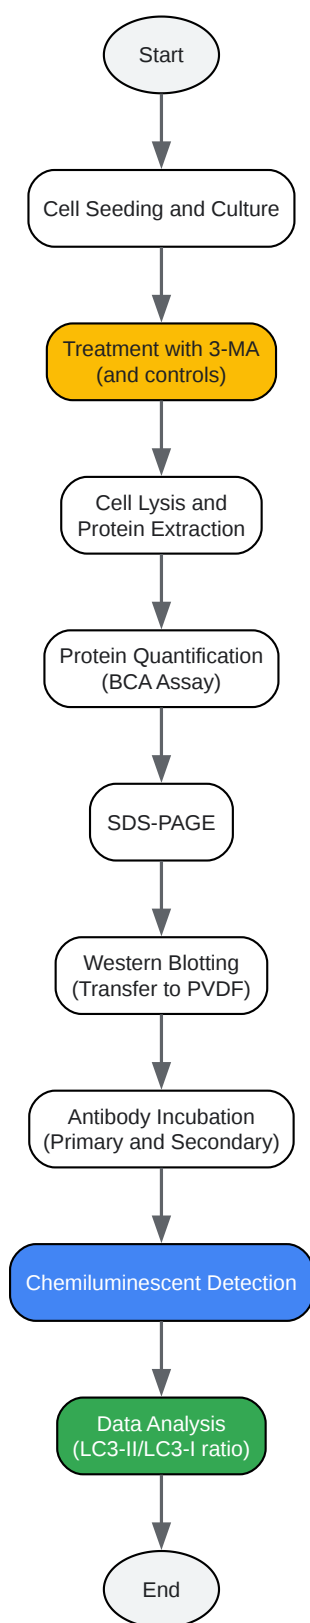 Start
Cell Seeding and Culture
Treatment with 3-MA
(and controls)
Cell Lysis and
Protein Extraction
Protein Quantification
(BCA Assay)
SDS-PAGE
Western Blotting
(Transfer to PVDF)
Antibody Incubation
(Primary and Secondary)
Chemiluminescent Detection
Data Analysis
(LC3-II/LC3-I ratio)
End